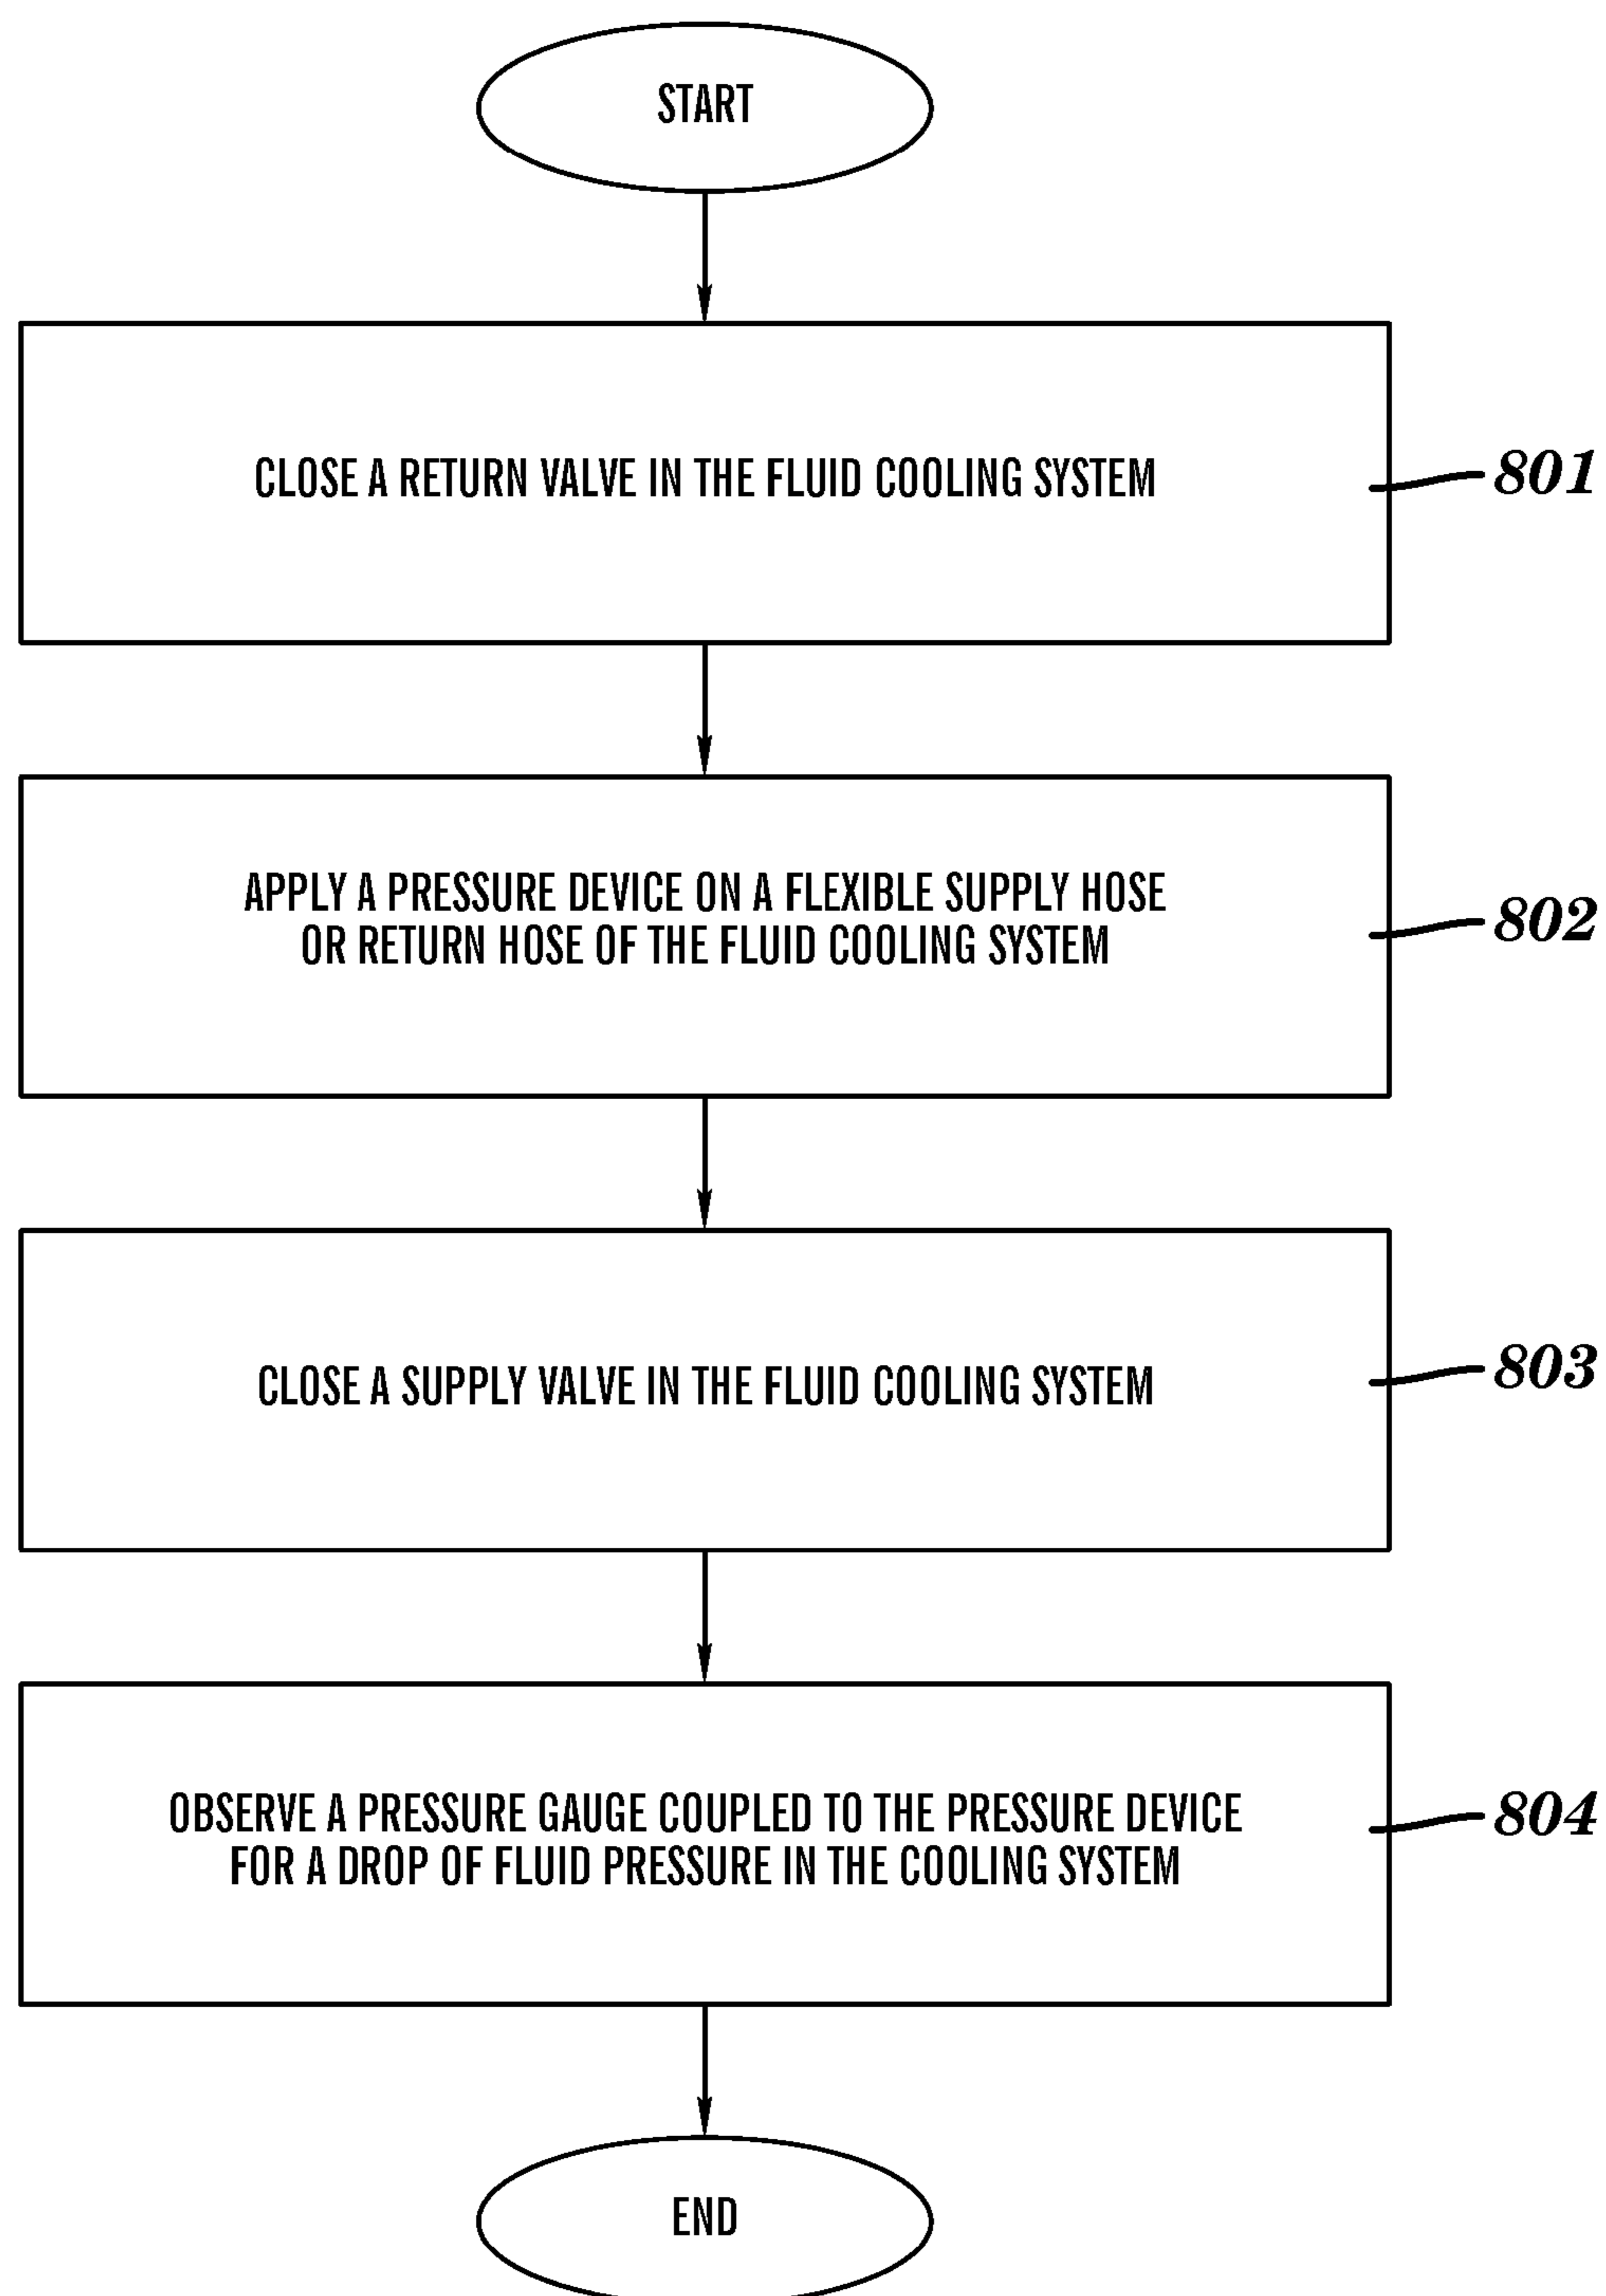 START
CLOSE A RETURN VALVE IN THE FLUID COOLING SYSTEM
801
APPLY A PRESSURE DEVICE ON A FLEXIBLE SUPPLY HOSE
OR RETURN HOSE OF THE FLUID COOLING SYSTEM
802
CLOSE A SUPPLY VALVE IN THE FLUID COOLING SYSTEM
803
OBSERVE A PRESSURE GAUGE COUPLED TO THE PRESSURE DEVICE
FOR A DROP OF FLUID PRESSURE IN THE COOLING SYSTEM
804
END